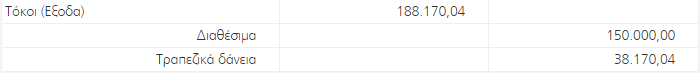 Τόκοι (Εξοδα) 188.170,04
Διαθέσιμα 150.000,00
Τραπεζικά δάνεια 38.170,04